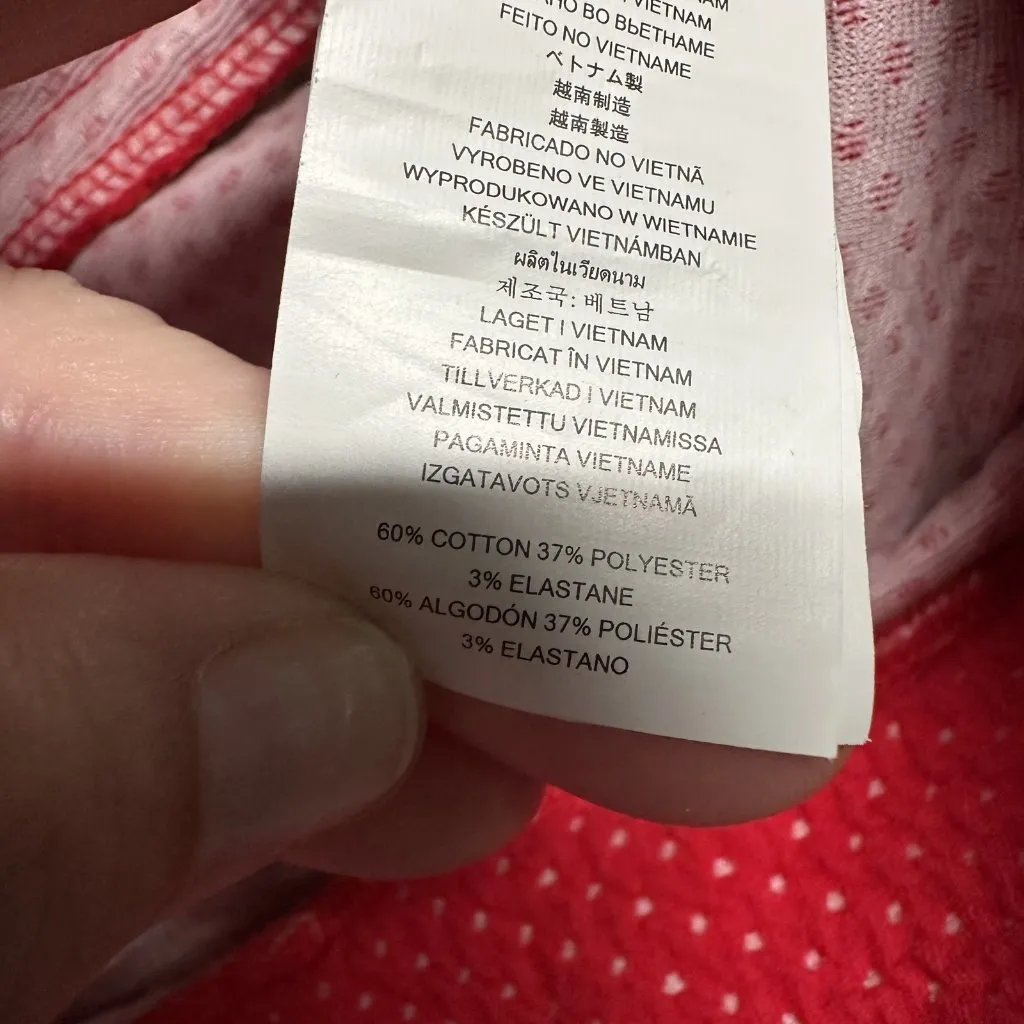 VIETNAM
BO ВЬЕТНАМЕ
FEITO NO VIETNAME
ベトナム製
越南制造
越南製造
FABRICADO NO VIETNÃ
VYROBENO VE VIETNAMU
WYPRODUKOWANO W WIETNAMIE
KÉSZÜLT VIETNÁMBAN
ผลิตในเวียดนาม
제조국: 베트남
LAGET I VIETNAM
FABRICAT ÎN VIETNAM
TILLVERKAD I VIETNAM
VALMISTETTU VIETNAMISSA
PAGAMINTA VIETNAME
IZGATAVOTS VJETNAMĀ
60% COTTON 37% POLYESTER
3% ELASTANE
60% ALGODÓN 37% POLIÉSTER
3% ELASTANO